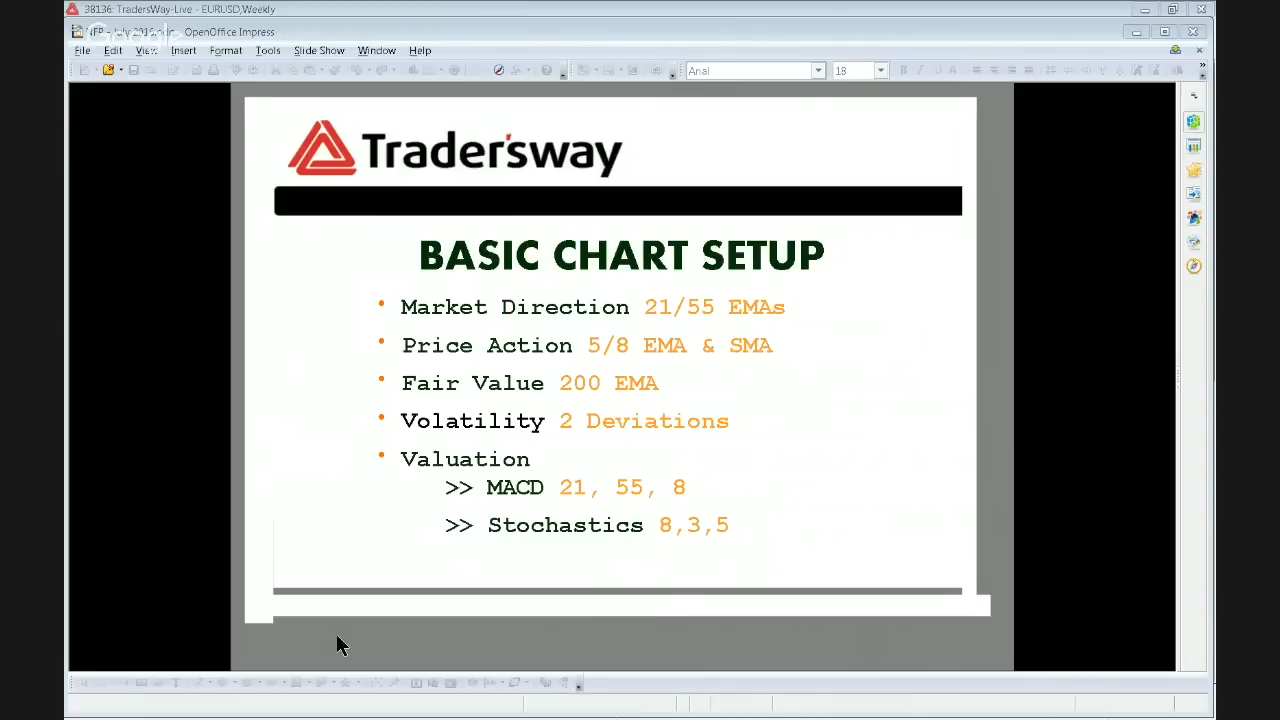 38136: TradersWay-Live - EURUSD,Weekly
OpenOffice Impress
File Edit View Insert Format Tools Slide Show Window Help
Arial 18
Trader'sway
BASIC CHART SETUP
• Market Direction 21/55 EMAs
• Price Action 5/8 EMA & SMA
• Fair Value 200 EMA
• Volatility 2 Deviations
• Valuation
>> MACD 21, 55, 8
>> Stochastics 8,3,5